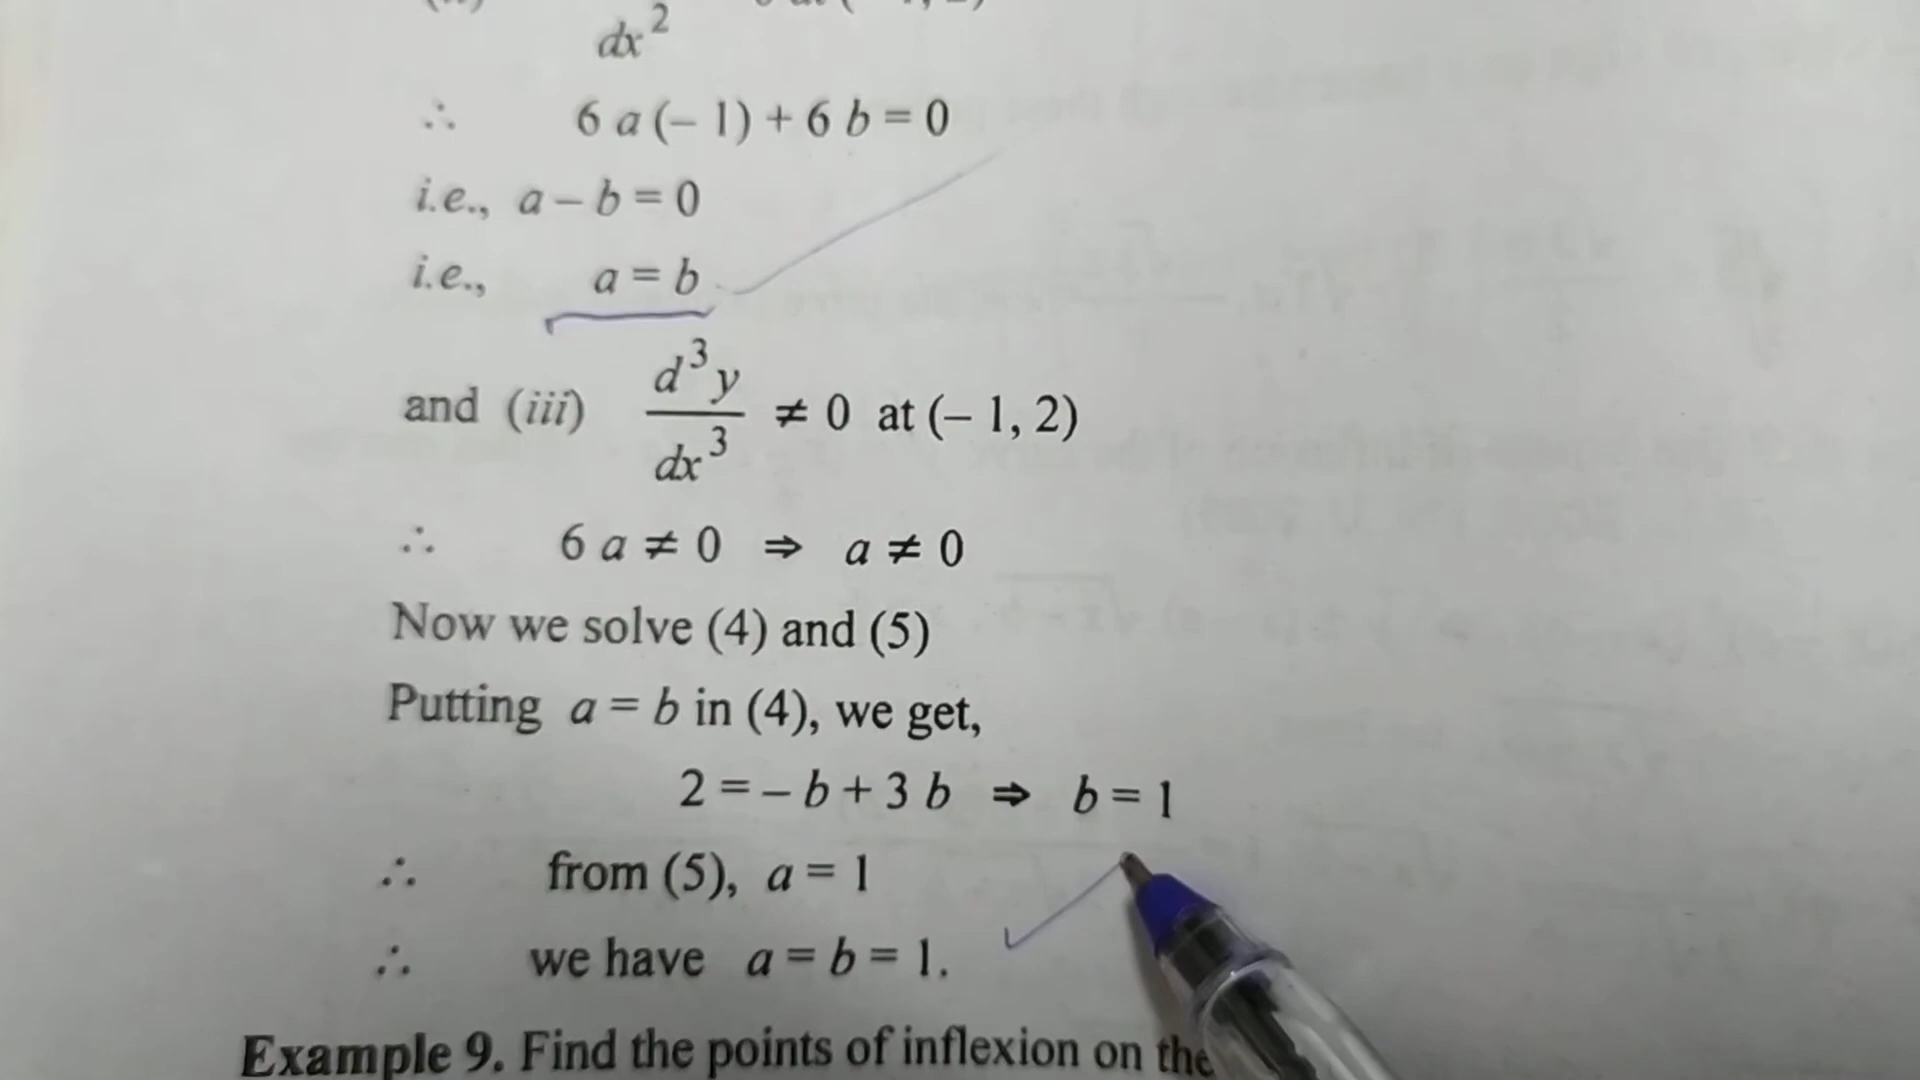 dx²
∴ 6 a (– 1) + 6 b = 0
i.e., a – b = 0
i.e., a = b
and (iii) d³y/dx³ ≠ 0 at (– 1, 2)
∴ 6 a ≠ 0 ⇒ a ≠ 0
Now we solve (4) and (5)
Putting a = b in (4), we get,
2 = – b + 3 b ⇒ b = 1
∴ from (5), a = 1
∴ we have a = b = 1.
Example 9. Find the points of inflexion on the